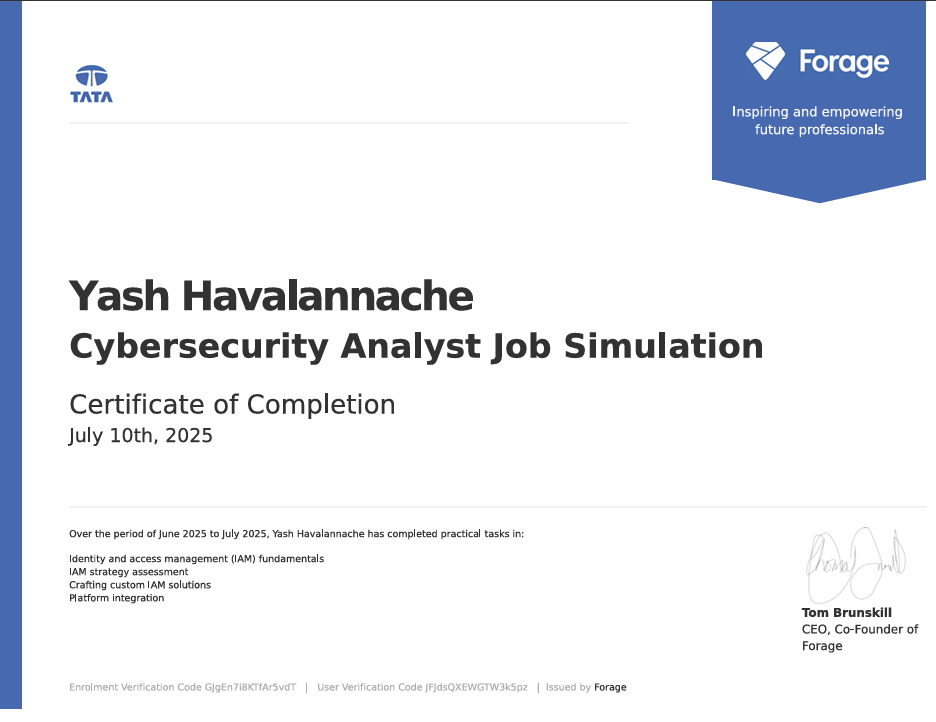 TATA
Forage
Inspiring and empowering
future professionals
Yash Havalannache
Cybersecurity Analyst Job Simulation
Certificate of Completion
July 10th, 2025
Over the period of June 2025 to July 2025, Yash Havalannache has completed practical tasks in:
Identity and access management (IAM) fundamentals
IAM strategy assessment
Crafting custom IAM solutions
Platform integration
Tom Brunskill
CEO, Co-Founder of
Forage
Enrolment Verification Code GJgEn7i8KTfAr5vdT | User Verification Code JFJdsQXEWGTW3k5pz | Issued by Forage